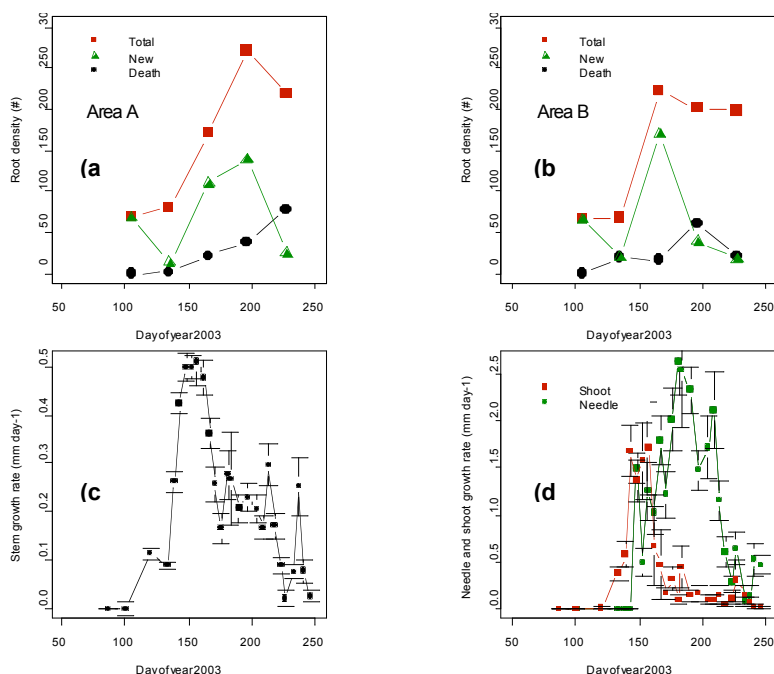 Root density (#)
0 50 100 150 200 250 30
Total
New
Death
Area A
(a
50 100 150 200 250
Dayofyear2003
Root density (#)
0 50 100 150 200 250 30
Total
New
Death
Area B
(b
50 100 150 200 250
Dayofyear2003
Stem growth rate (mm day-1)
0.0 0.1 0.2 0.3 0.4 0.5
(c
50 100 150 200 250
Dayofyear2003
Needle and shoot growth rate (mm day-1)
0.0 0.5 1.0 1.5 2.0 2.5
Shoot
Needle
(d
50 100 150 200 250
Dayofyear2003